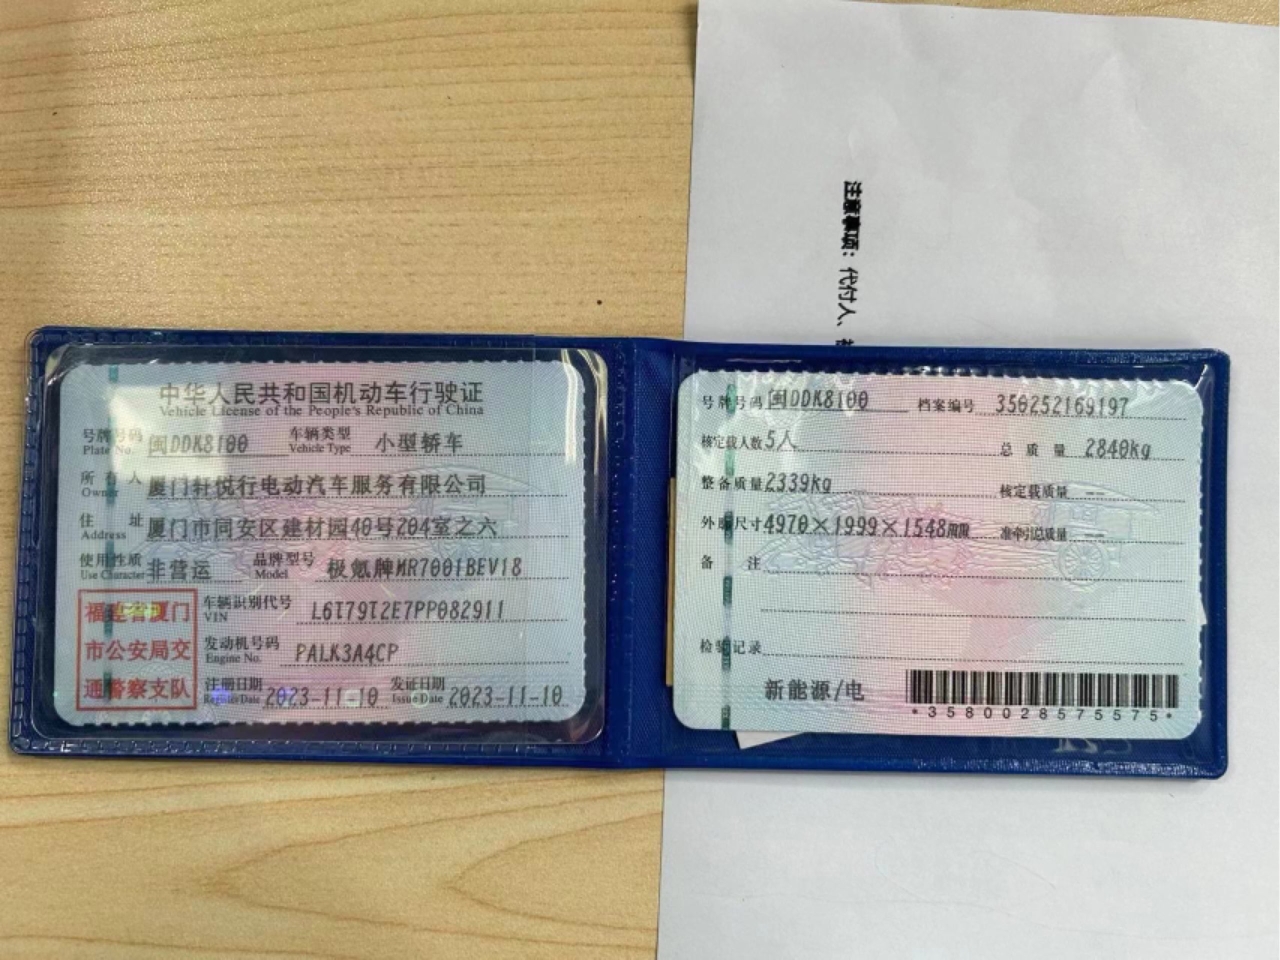 中华人民共和国机动车行驶证
Vehicle License of the People's Republic of China
号牌号码 Plate No. 闽DDK8100 车辆类型 Vehicle Type 小型轿车
所有人 Owner 厦门轩悦行电动汽车服务有限公司
住址 Address 厦门市同安区建材园40号204室之六
使用性质 Use Character 非营运 品牌型号 Model 极氪牌MR7001BEV18
福建省厦门
市公安局交
通警察支队
车辆识别代号 VIN L6T79T2E7PP082911
发动机号码 Engine No. PALK3A4CP
注册日期 Register Date 2023-11-10 发证日期 Issue Date 2023-11-10
号牌号码 闽DDK8100 档案编号 350252169197
核定载人数 5人 总质量 2840kg
整备质量 2339kg 核定载质量 --
外廓尺寸 4970×1999×1548mm 准牵引总质量 --
备注
检验记录
新能源/电
*3580028575575*
注意事项：代付人、